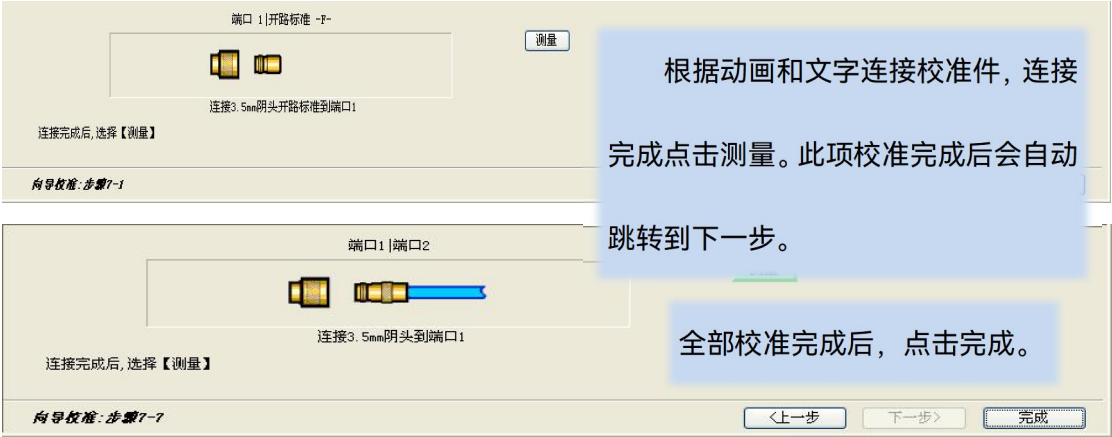 端口 1|开路标准 -F-
测量
连接3.5mm阴头开路标准到端口1
连接完成后,选择【测量】
向导校准:步骤7-1
根据动画和文字连接校准件，连接
完成点击测量。此项校准完成后会自动
跳转到下一步。
端口1|端口2
连接3.5mm阴头到端口1
连接完成后,选择【测量】
全部校准完成后，点击完成。
向导校准:步骤7-7
<上一步
下一步>
完成